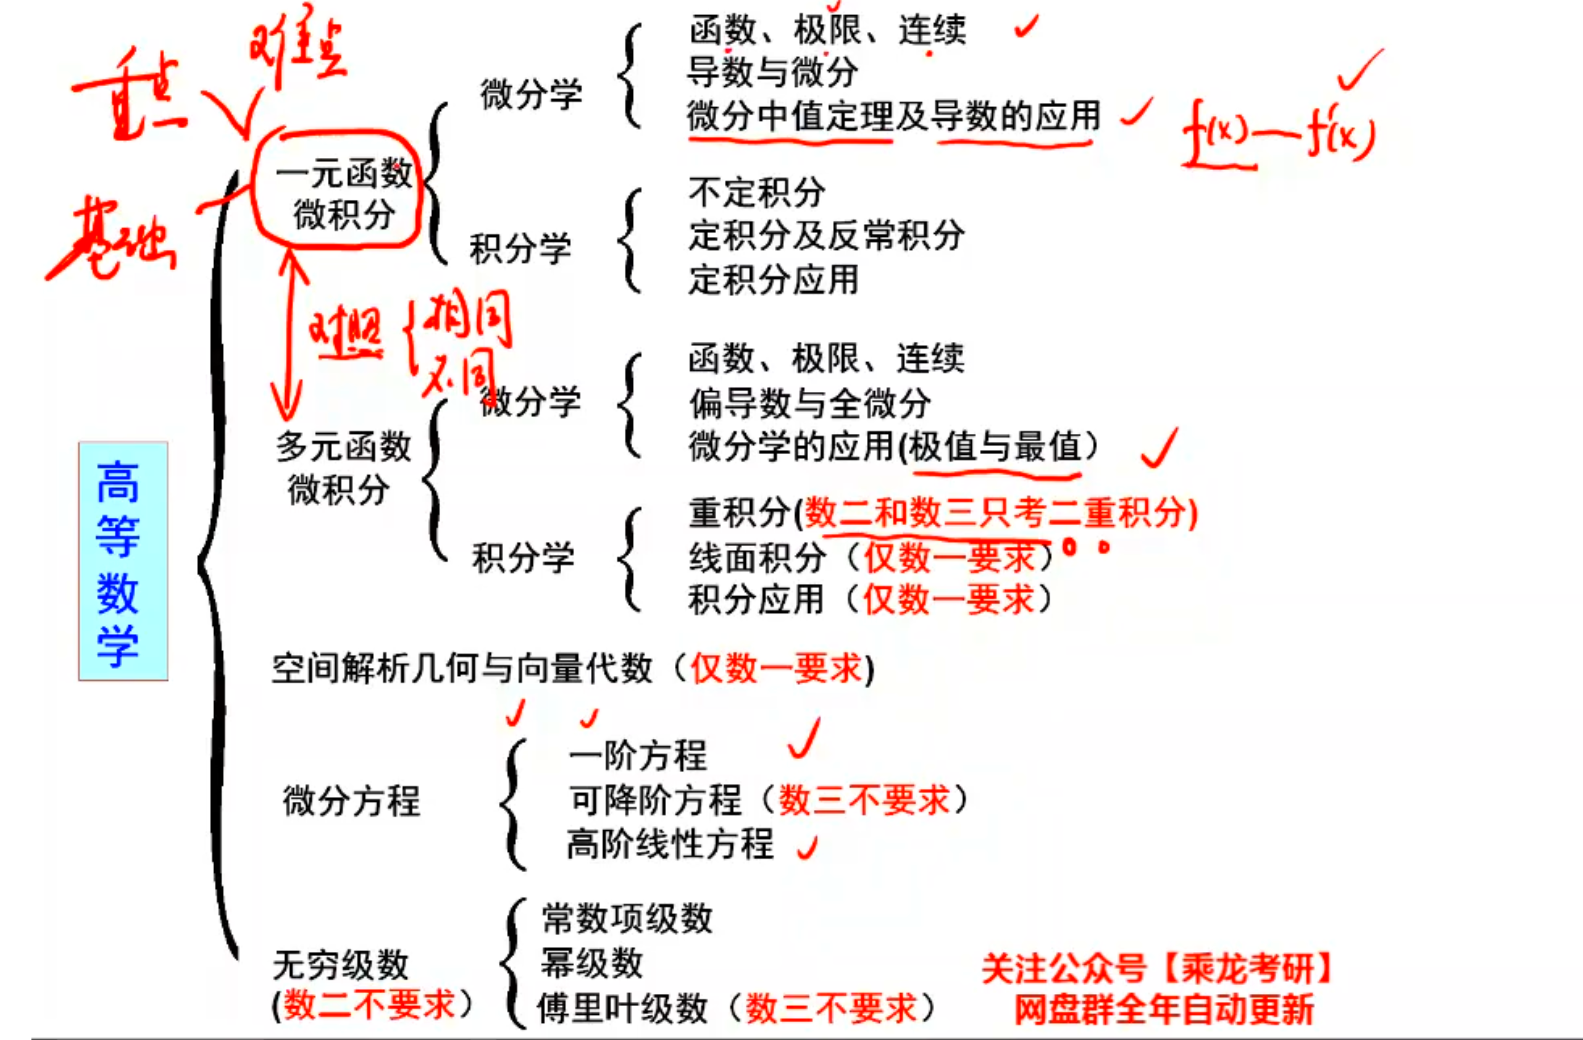 重点
难点
基础
高等数学
一元函数
微积分
微分学
函数、极限、连续
导数与微分
微分中值定理及导数的应用
f(x)—f'(x)
积分学
不定积分
定积分及反常积分
定积分应用
对照
相同
不同
多元函数
微积分
微分学
函数、极限、连续
偏导数与全微分
微分学的应用(极值与最值）
积分学
重积分(数二和数三只考二重积分)
线面积分（仅数一要求）
积分应用（仅数一要求）
空间解析几何与向量代数（仅数一要求)
微分方程
一阶方程
可降阶方程（数三不要求）
高阶线性方程
无穷级数
(数二不要求）
常数项级数
幂级数
傅里叶级数（数三不要求）
关注公众号【乘龙考研】
网盘群全年自动更新